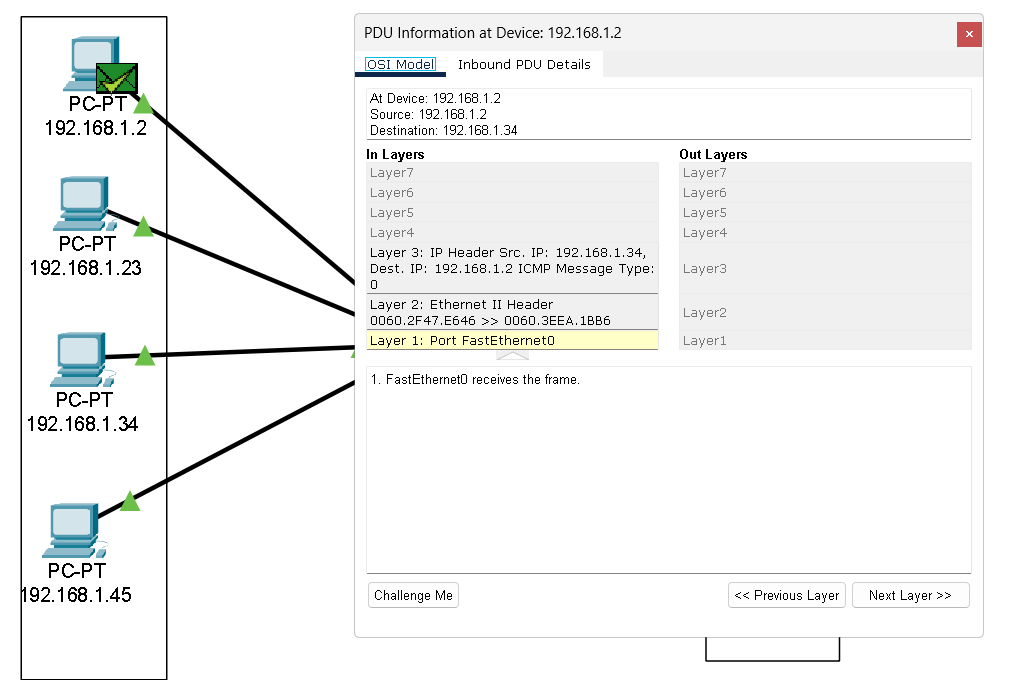 PC-PT
192.168.1.2
PC-PT
192.168.1.23
PC-PT
192.168.1.34
PC-PT
192.168.1.45
PDU Information at Device: 192.168.1.2
×
OSI Model
Inbound PDU Details
At Device: 192.168.1.2
Source: 192.168.1.2
Destination: 192.168.1.34
In Layers
Layer7
Layer6
Layer5
Layer4
Layer 3: IP Header Src. IP: 192.168.1.34,
Dest. IP: 192.168.1.2 ICMP Message Type:
0
Layer 2: Ethernet II Header
0060.2F47.E646 >> 0060.3EEA.1BB6
Layer 1: Port FastEthernet0
Out Layers
Layer7
Layer6
Layer5
Layer4
Layer3
Layer2
Layer1
1. FastEthernet0 receives the frame.
Challenge Me
<< Previous Layer
Next Layer >>